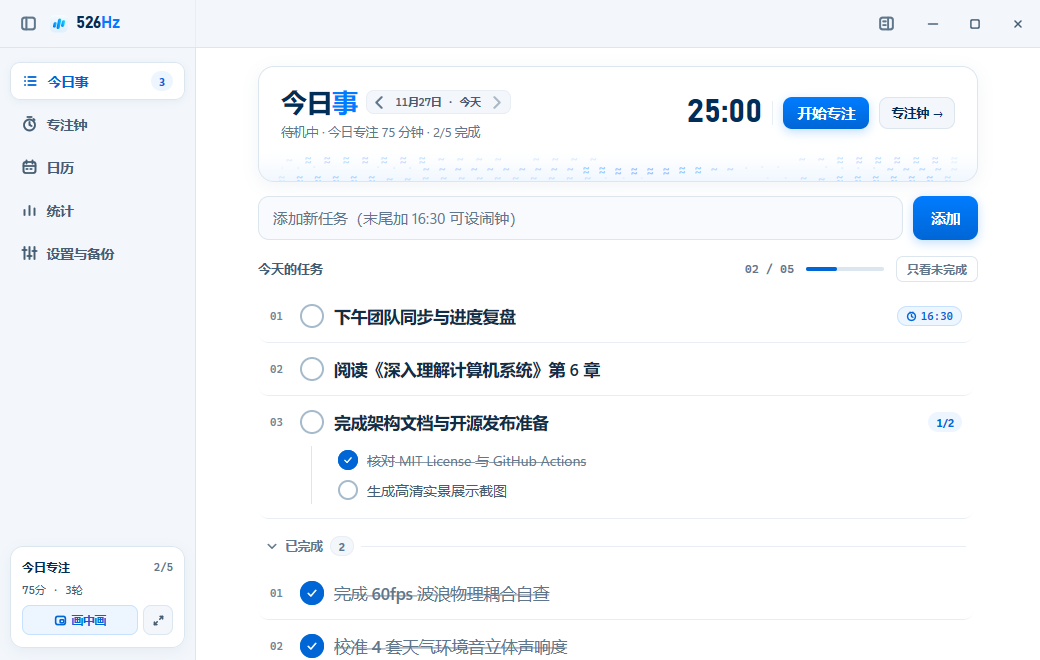 526Hz
今日事 3
专注钟
日历
统计
设置与备份
今日专注 2/5
75分 · 3轮
画中画
今日事 11月27日 · 今天
待机中 · 今日专注 75 分钟 · 2/5 完成
25:00 开始专注 专注钟→
添加新任务（末尾加 16:30 可设闹钟） 添加
今天的任务 02 / 05 只看未完成
01 下午团队同步与进度复盘 16:30
02 阅读《深入理解计算机系统》第 6 章
03 完成架构文档与开源发布准备 1/2
核对 MIT License 与 GitHub Actions
生成高清实景展示截图
已完成 2
01 完成 60fps 波浪物理耦合自查
02 校准 4 套天气环境音立体声响度